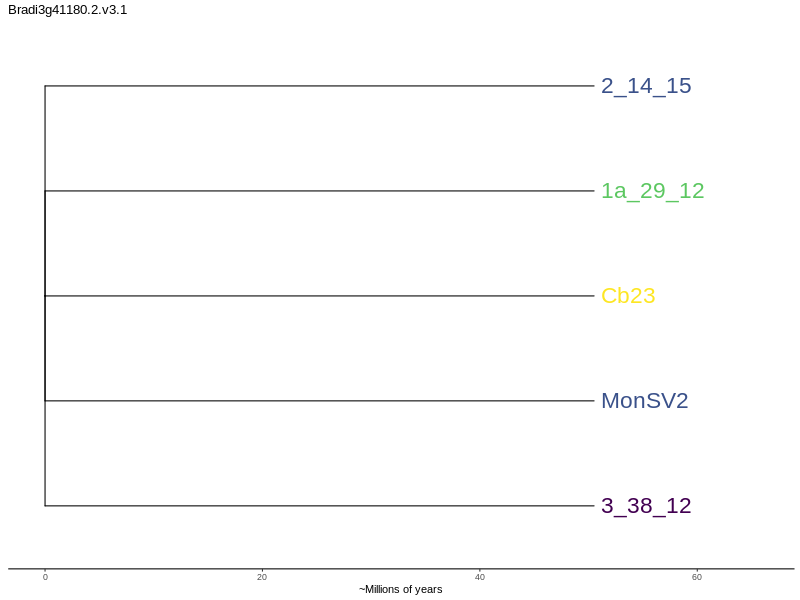 Bradi3g41180.2.v3.1
2_14_15
1a_29_12
Cb23
MonSV2
3_38_12
0 20 40 60
~Millions of years